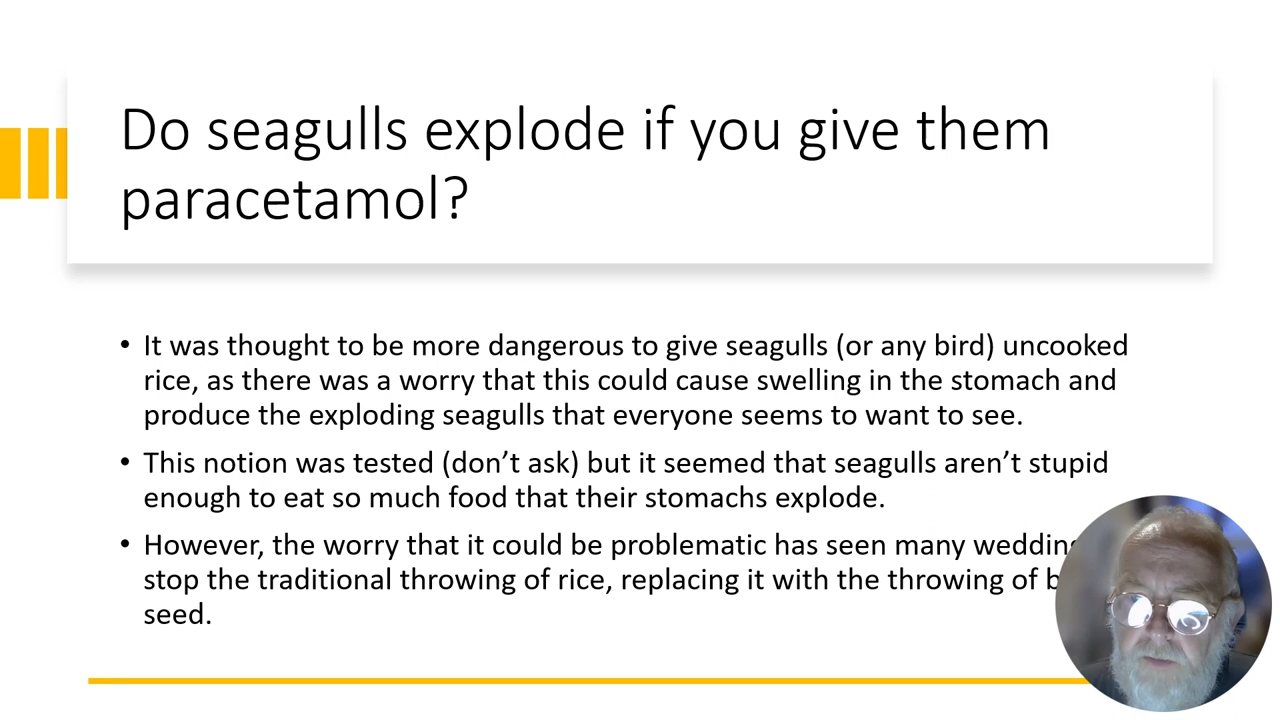 Do seagulls explode if you give them
paracetamol?
• It was thought to be more dangerous to give seagulls (or any bird) uncooked
rice, as there was a worry that this could cause swelling in the stomach and
produce the exploding seagulls that everyone seems to want to see.
• This notion was tested (don’t ask) but it seemed that seagulls aren’t stupid
enough to eat so much food that their stomachs explode.
• However, the worry that it could be problematic has seen many
stop the traditional throwing of rice, replacing it with the throwing of
seed.